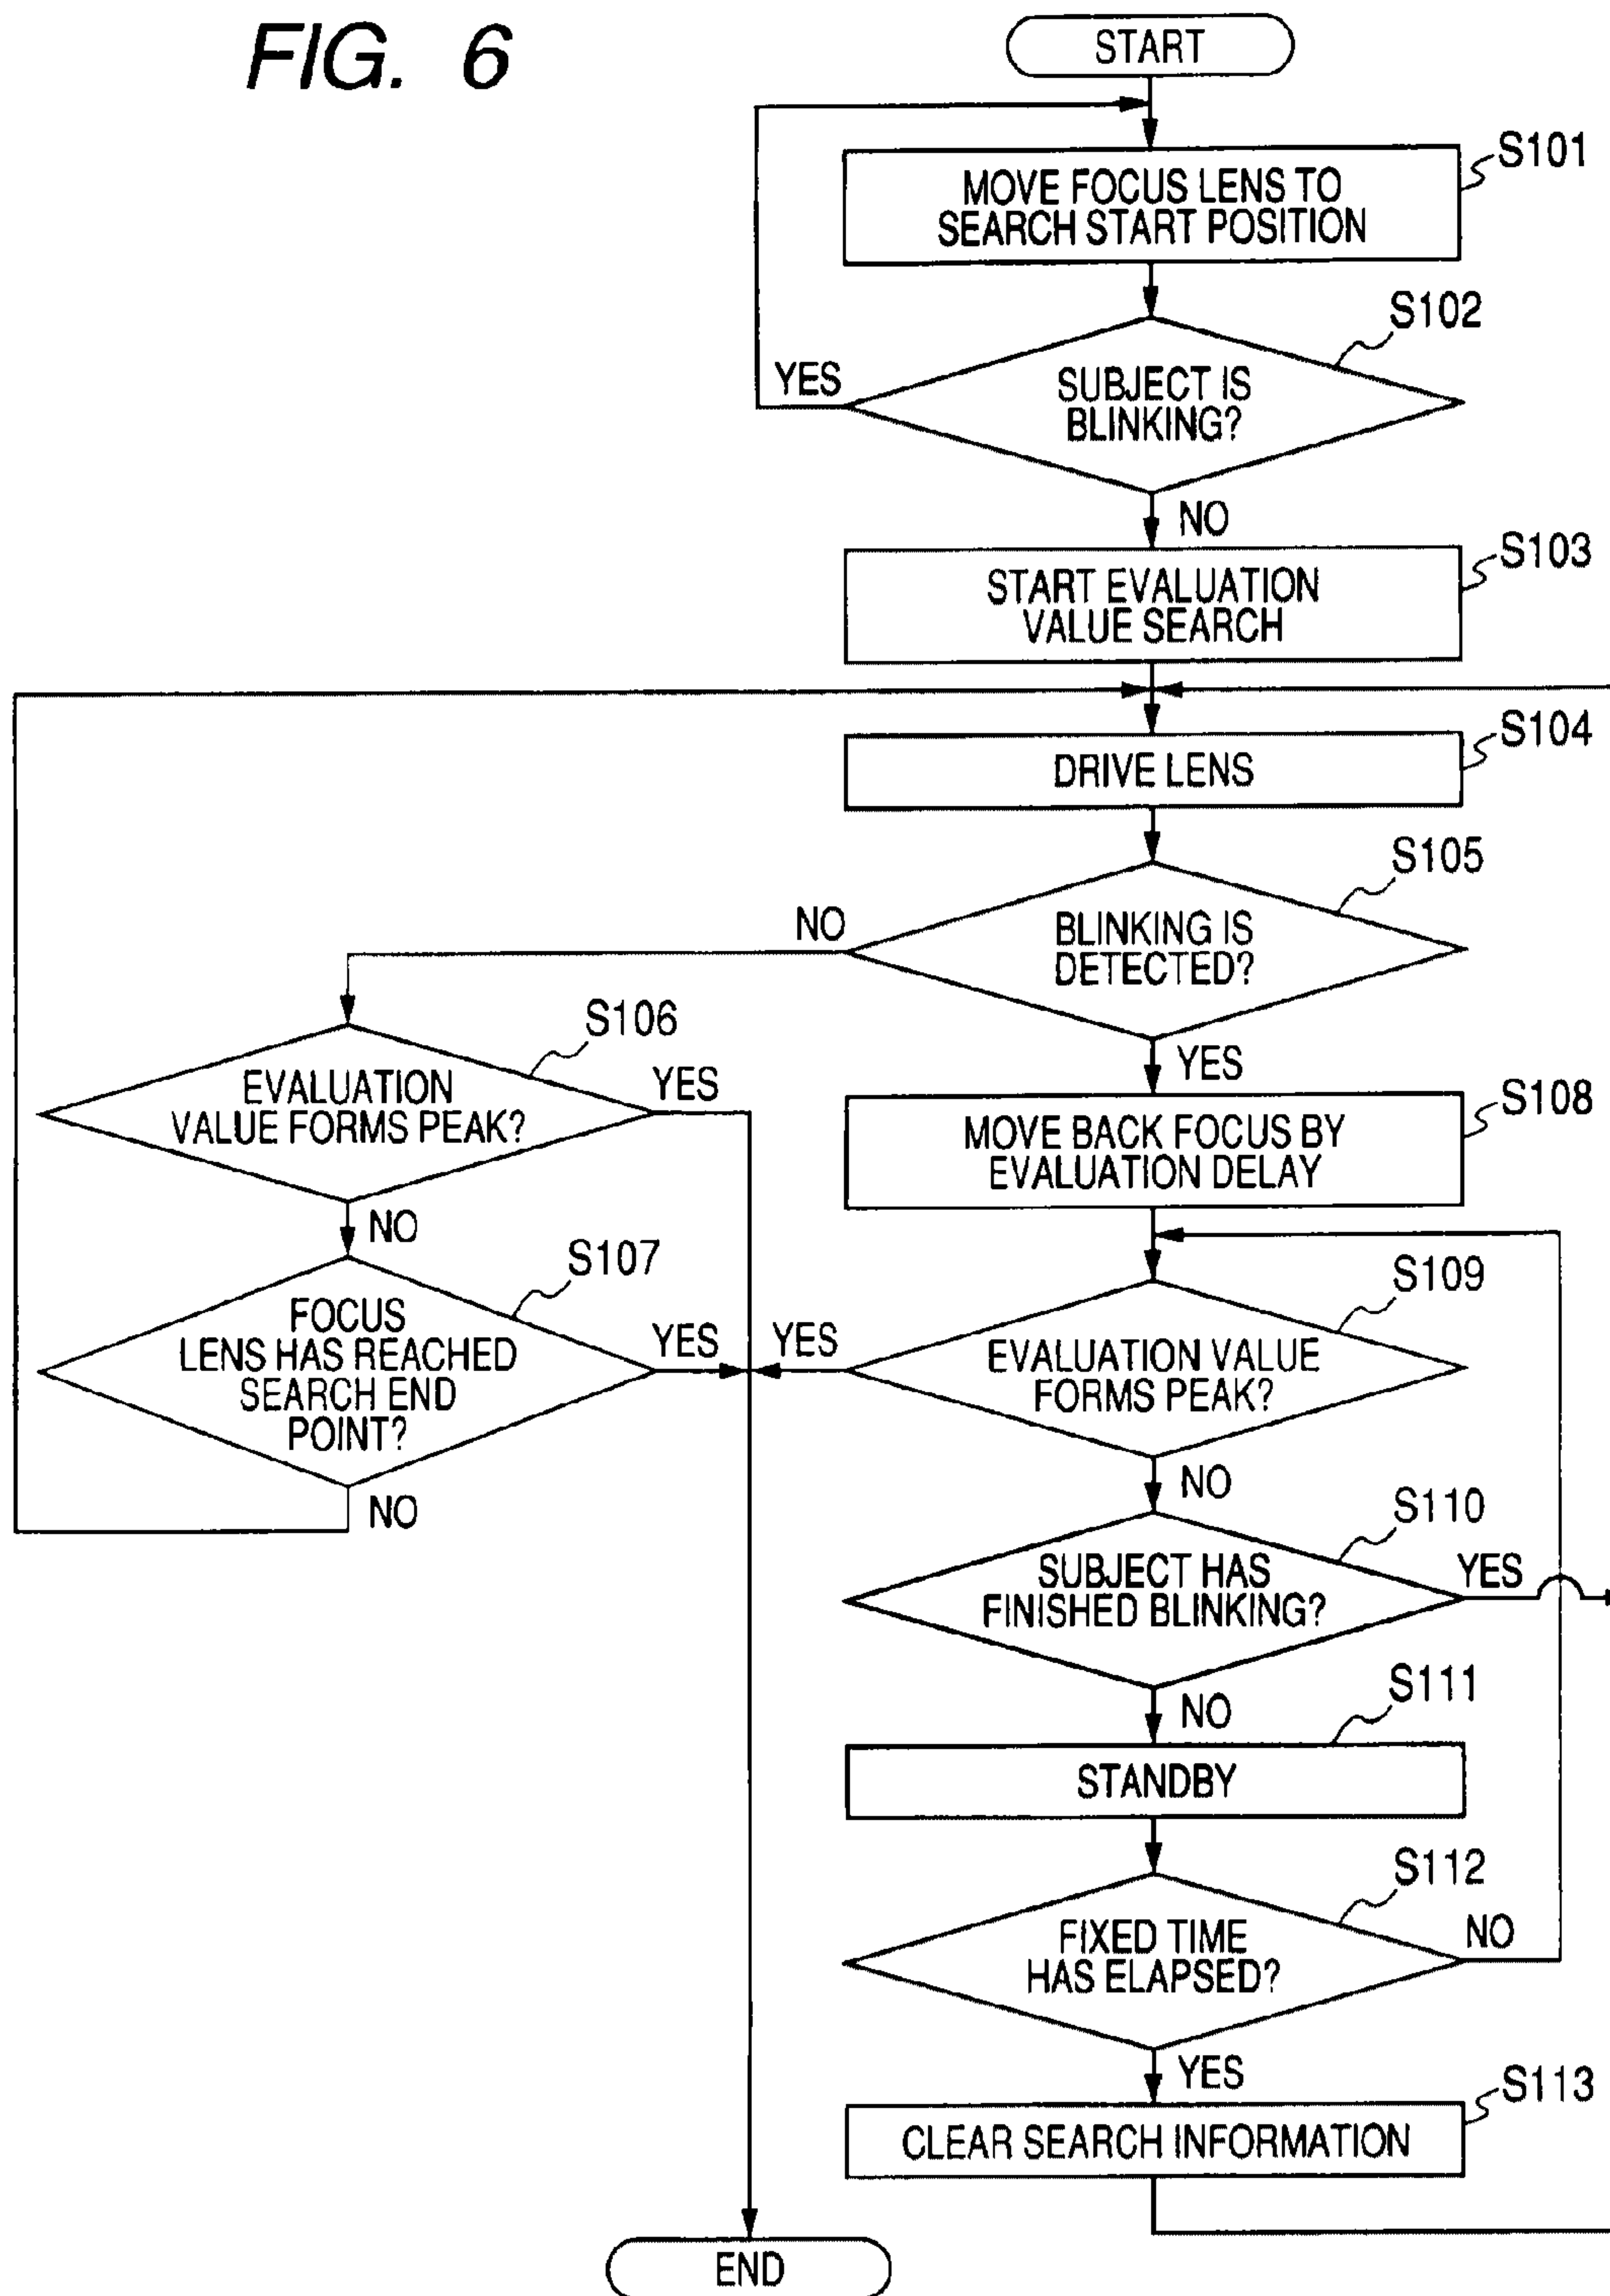 FIG. 6
START
S101
MOVE FOCUS LENS TO
SEARCH START POSITION
S102
YES
SUBJECT IS
BLINKING?
NO
S103
START EVALUATION
VALUE SEARCH
S104
DRIVE LENS
S105
NO
BLINKING IS
DETECTED?
YES
S106
EVALUATION
VALUE FORMS PEAK?
YES
NO
S108
MOVE BACK FOCUS BY
EVALUATION DELAY
S107
FOCUS
LENS HAS REACHED
SEARCH END
POINT?
YES
NO
S109
YES
EVALUATION VALUE
FORMS PEAK?
NO
S110
SUBJECT HAS
FINISHED BLINKING?
YES
NO
S111
STANDBY
S112
FIXED TIME
HAS ELAPSED?
NO
YES
S113
CLEAR SEARCH INFORMATION
END